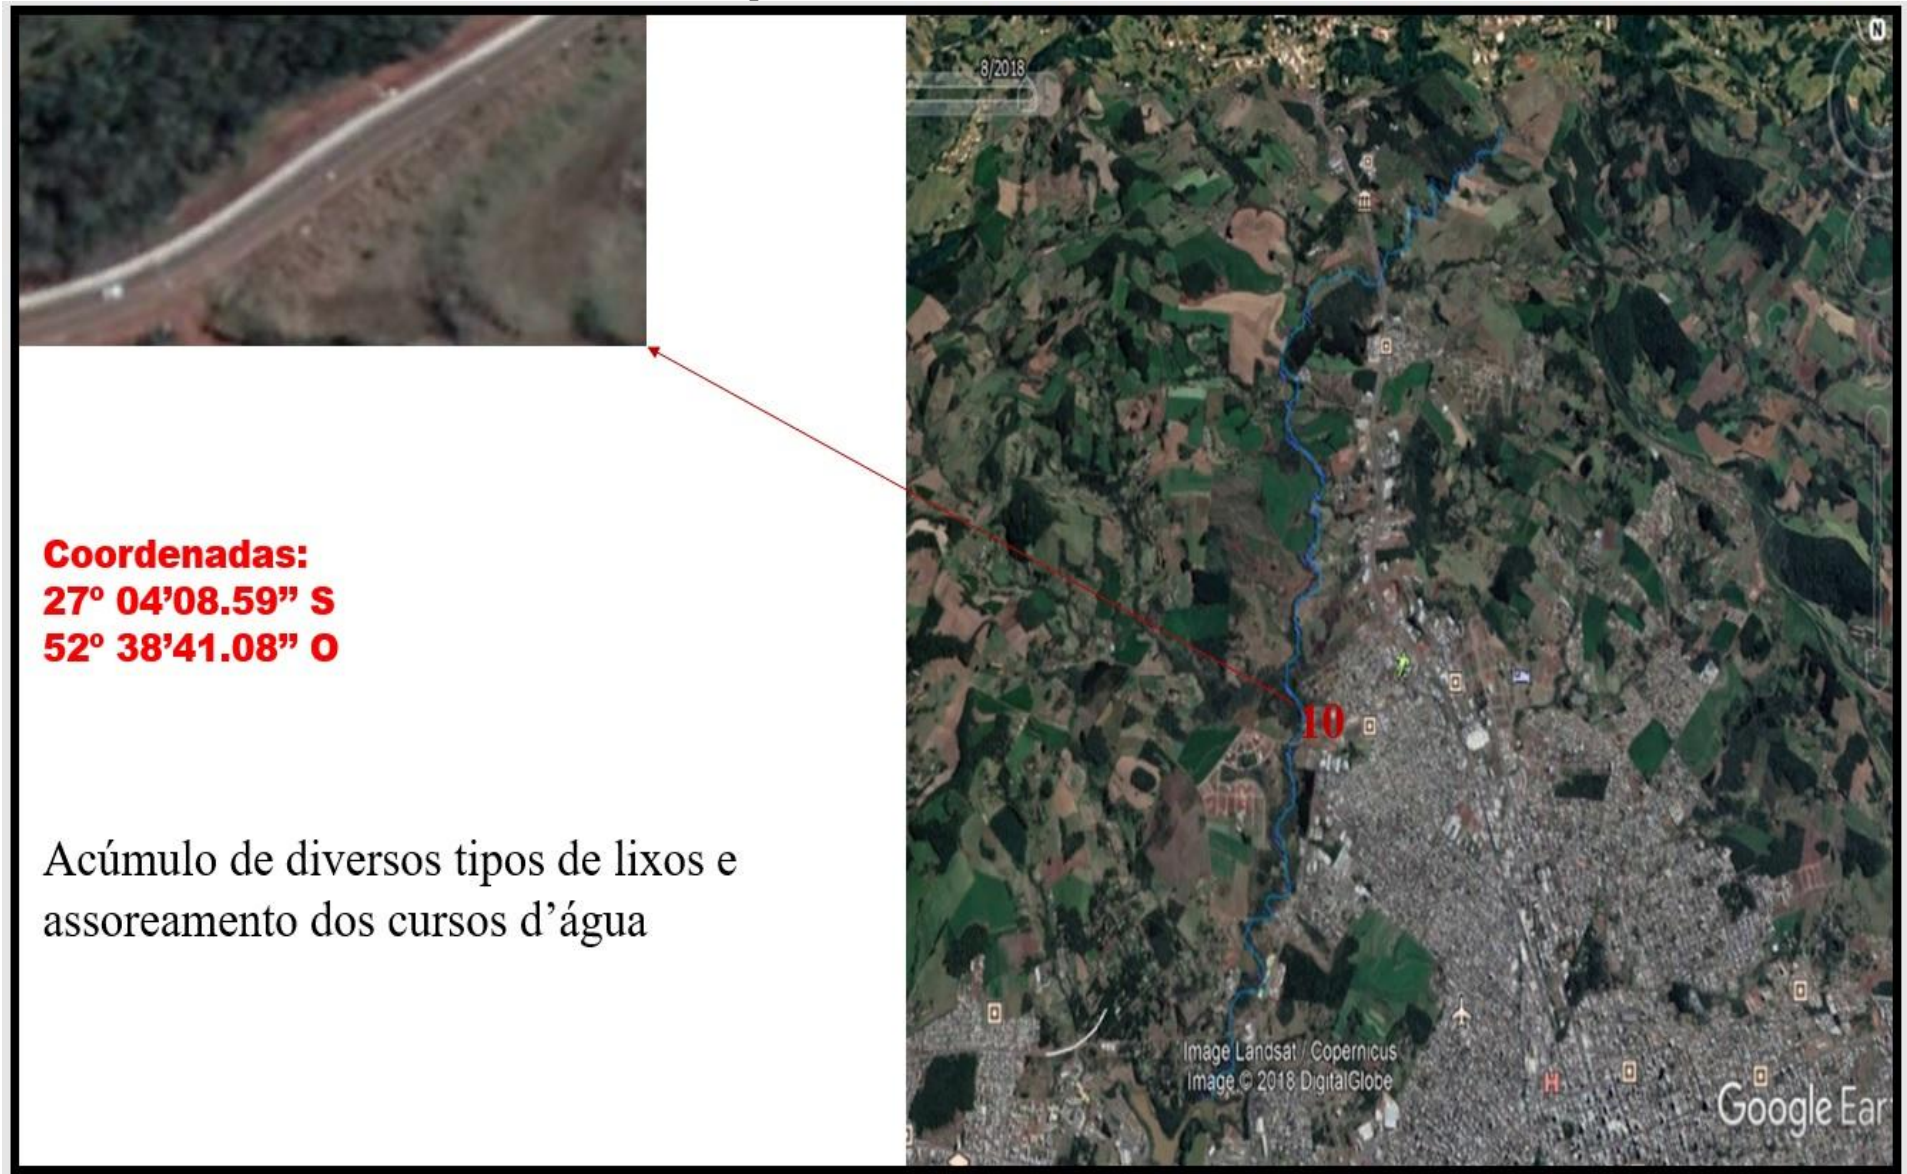 8/2018
N
Coordenadas:
27º 04’08.59” S
52º 38’41.08” O
10
Acúmulo de diversos tipos de lixos e
assoreamento dos cursos d’água
Image Landsat / Copernicus
Image © 2018 DigitalGlobe
H
Google Ear